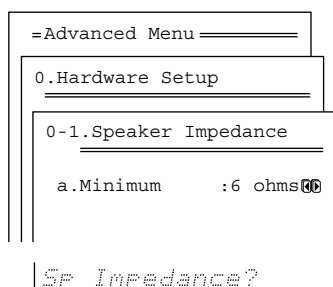 =Advanced Menu
0.Hardware Setup
0-1.Speaker Impedance
a.Minimum :6 ohms
Sp Impedance?